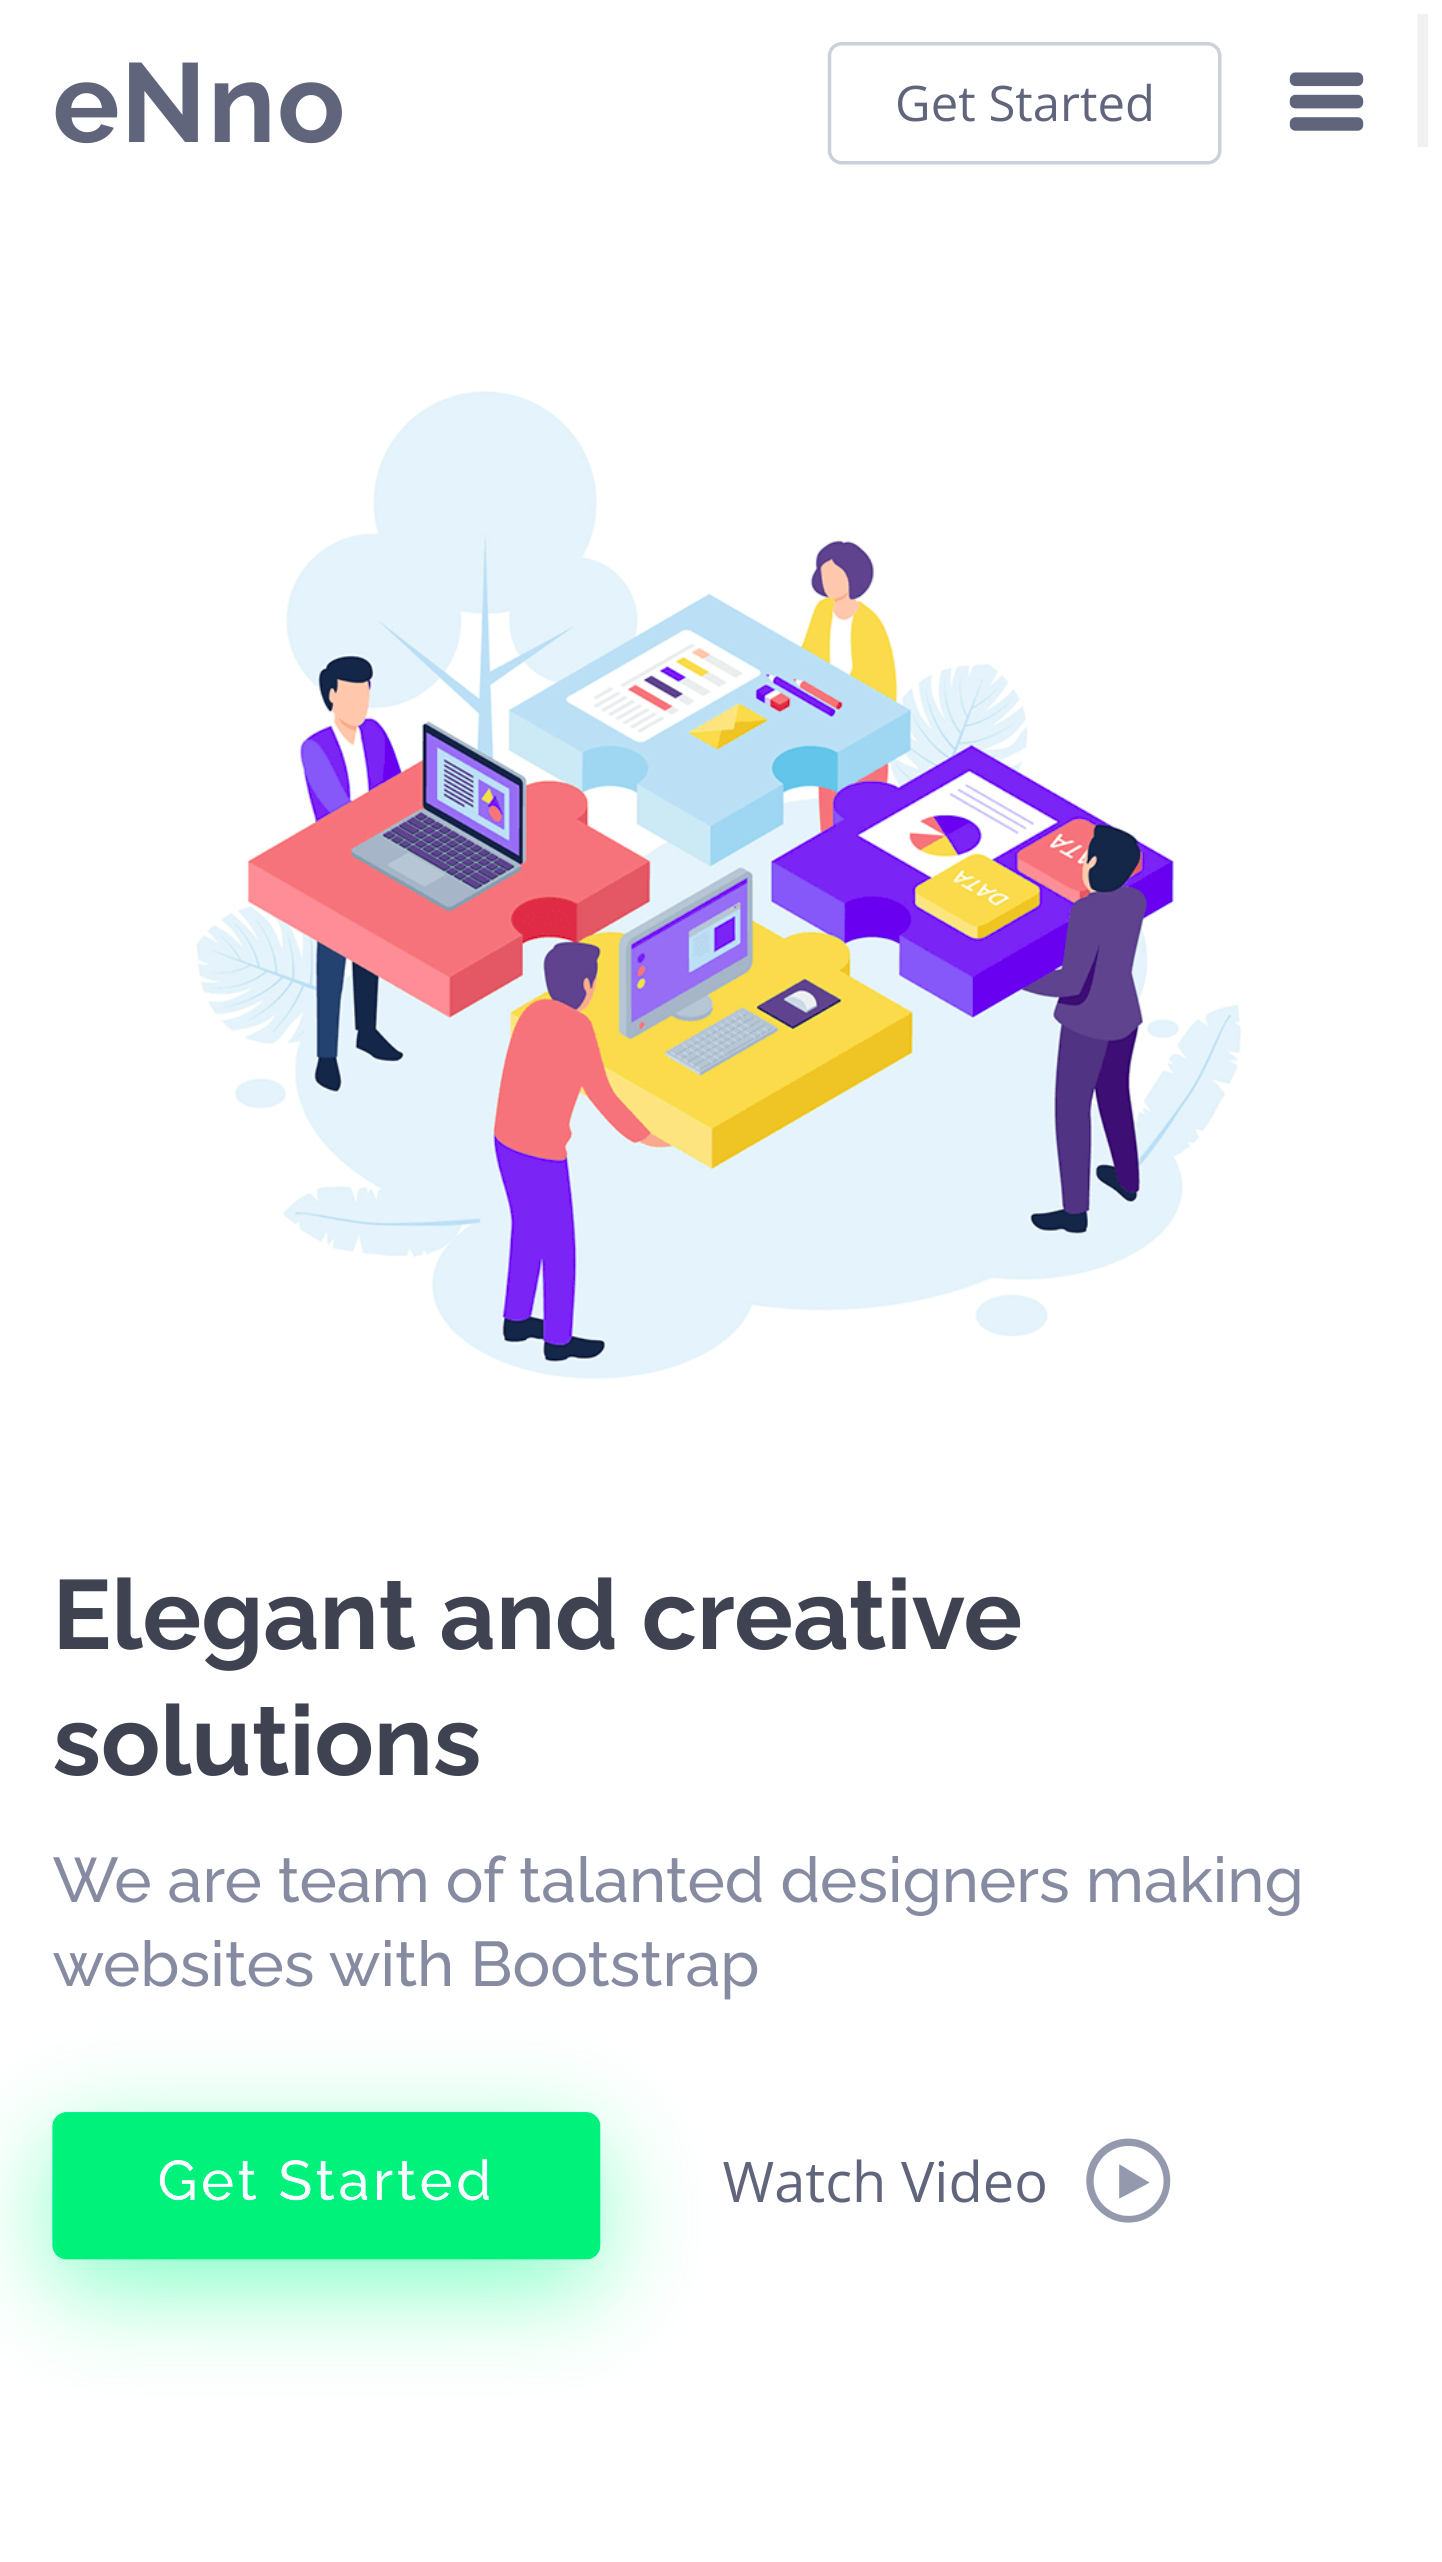 eNno
Get Started
DATA
DATA
Elegant and creative
solutions
We are team of talanted designers making
websites with Bootstrap
Get Started
Watch Video